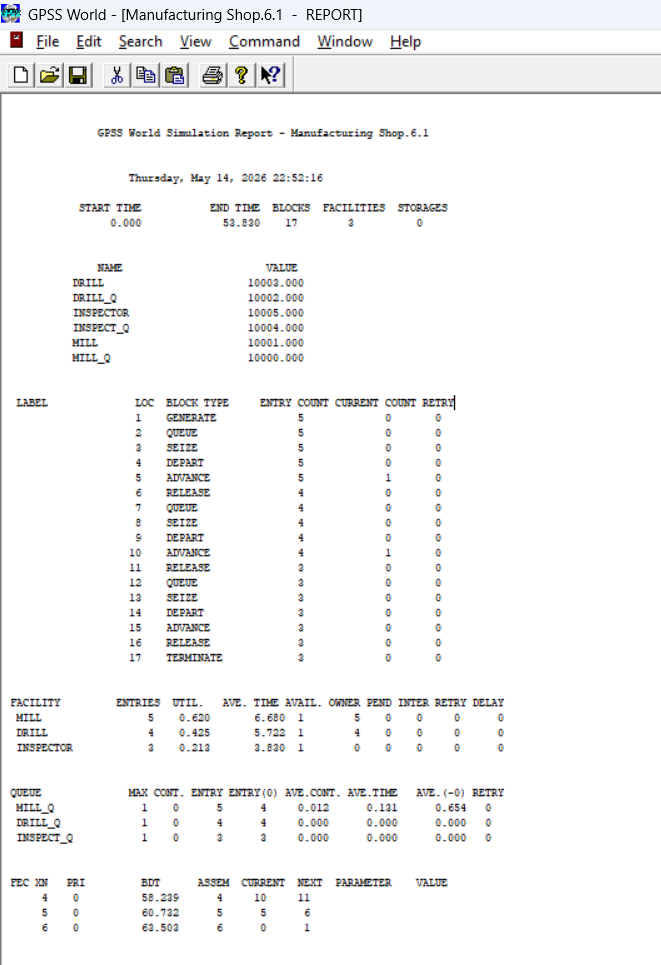 GPSS World - [Manufacturing Shop.6.1 - REPORT]
File Edit Search View Command Window Help
GPSS World Simulation Report - Manufacturing Shop.6.1
Thursday, May 14, 2026 22:52:16
START TIME END TIME BLOCKS FACILITIES STORAGES
0.000 53.830 17 3 0
NAME VALUE
DRILL 10003.000
DRILL_Q 10002.000
INSPECTOR 10005.000
INSPECT_Q 10004.000
MILL 10001.000
MILL_Q 10000.000
LABEL LOC BLOCK TYPE ENTRY COUNT CURRENT COUNT RETRY
1 GENERATE 5 0 0
2 QUEUE 5 0 0
3 SEIZE 5 0 0
4 DEPART 5 0 0
5 ADVANCE 5 1 0
6 RELEASE 4 0 0
7 QUEUE 4 0 0
8 SEIZE 4 0 0
9 DEPART 4 0 0
10 ADVANCE 4 1 0
11 RELEASE 3 0 0
12 QUEUE 3 0 0
13 SEIZE 3 0 0
14 DEPART 3 0 0
15 ADVANCE 3 0 0
16 RELEASE 3 0 0
17 TERMINATE 3 0 0
FACILITY ENTRIES UTIL. AVE. TIME AVAIL. OWNER PEND INTER RETRY DELAY
MILL 5 0.620 6.680 1 5 0 0 0 0
DRILL 4 0.425 5.722 1 4 0 0 0 0
INSPECTOR 3 0.213 3.830 1 0 0 0 0 0
QUEUE MAX CONT. ENTRY ENTRY(0) AVE.CONT. AVE.TIME AVE.(-0) RETRY
MILL_Q 1 0 5 4 0.012 0.131 0.654 0
DRILL_Q 1 0 4 4 0.000 0.000 0.000 0
INSPECT_Q 1 0 3 3 0.000 0.000 0.000 0
FEC XN PRI BDT ASSEM CURRENT NEXT PARAMETER VALUE
4 0 58.239 4 10 11
5 0 60.732 5 5 6
6 0 63.503 6 0 1